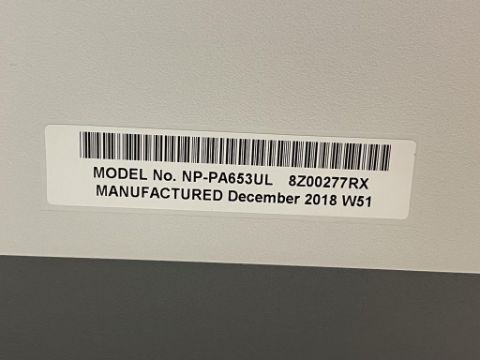 MODEL No. NP-PA653UL 8Z00277RX
MANUFACTURED December 2018 W51